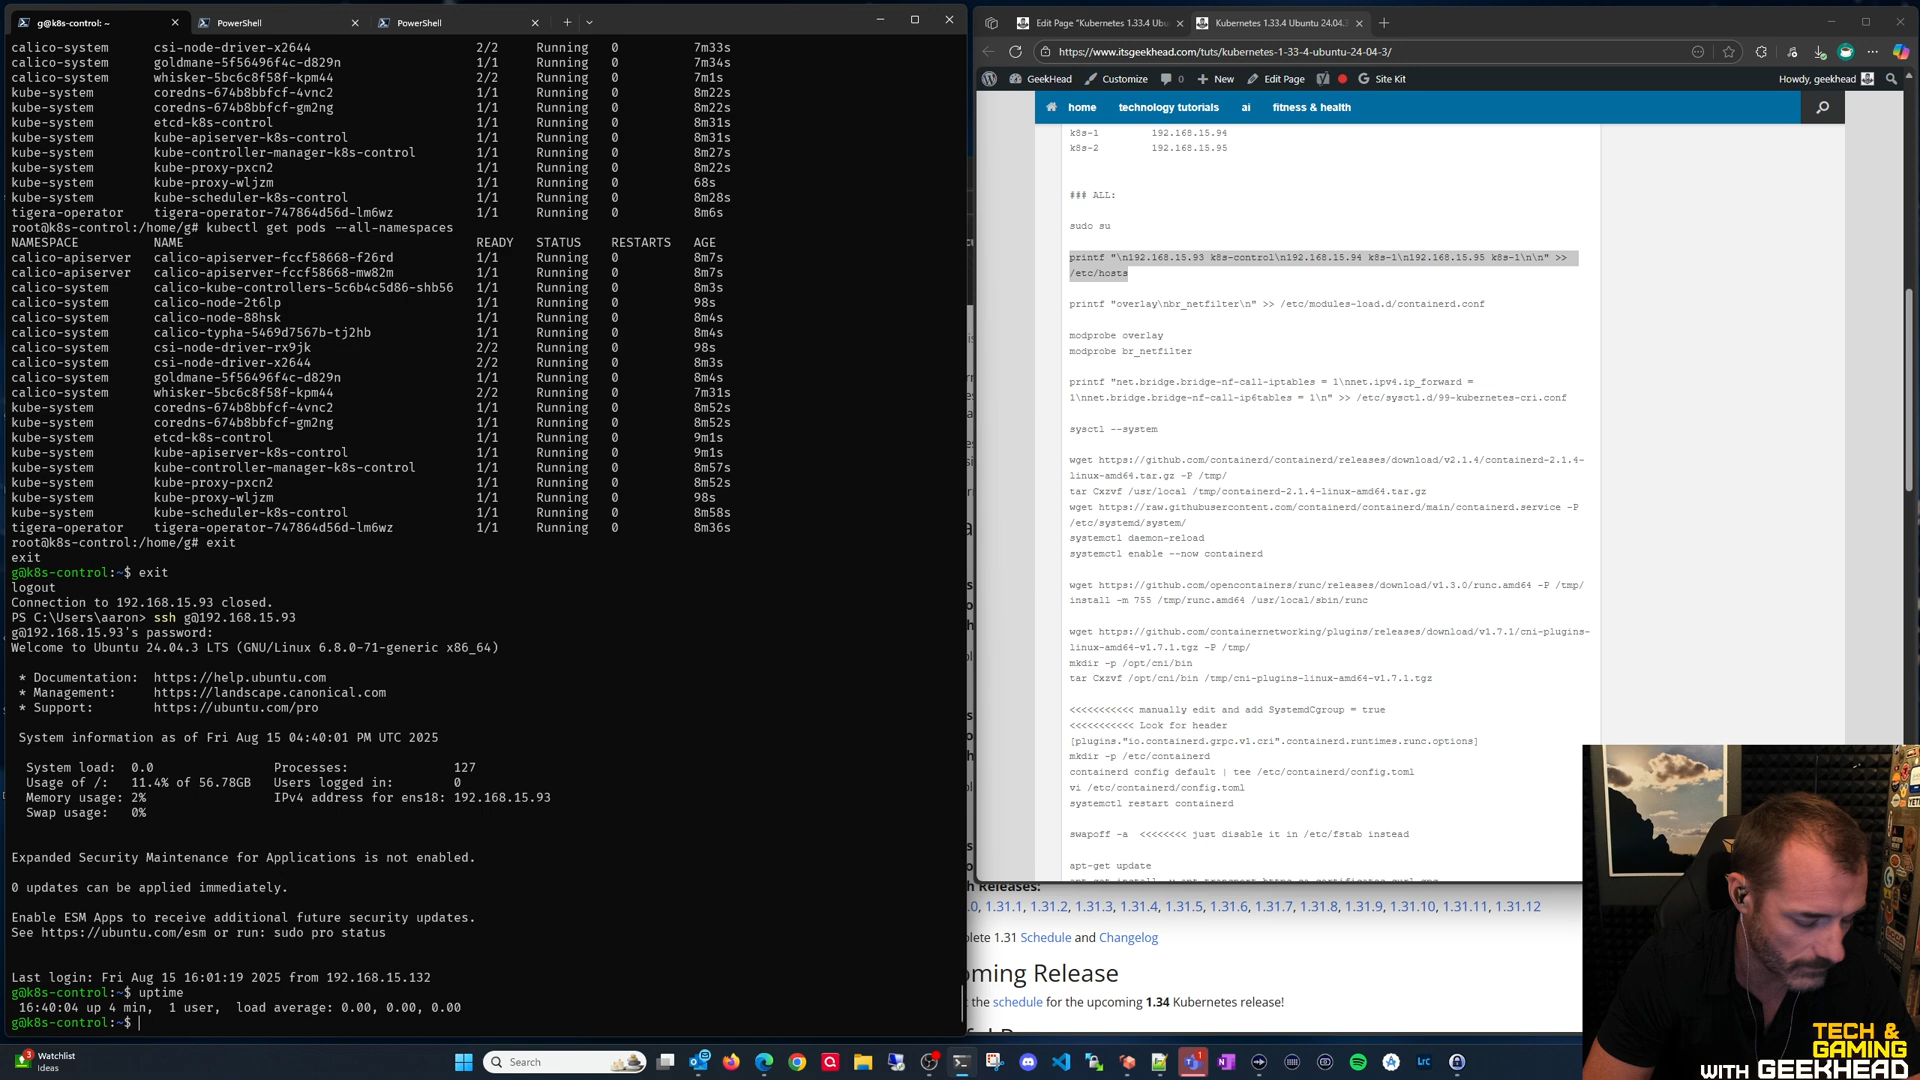 g@k8s-control: ~
PowerShell
PowerShell
calico-system csi-node-driver-x2644 2/2 Running 0 7m33s
calico-system goldmane-5f56496f4c-d829n 1/1 Running 0 7m34s
calico-system whisker-5bc6c8f58f-kpm44 2/2 Running 0 7m1s
kube-system coredns-674b8bbfcf-4vnc2 1/1 Running 0 8m22s
kube-system coredns-674b8bbfcf-gm2ng 1/1 Running 0 8m22s
kube-system etcd-k8s-control 1/1 Running 0 8m31s
kube-system kube-apiserver-k8s-control 1/1 Running 0 8m31s
kube-system kube-controller-manager-k8s-control 1/1 Running 0 8m27s
kube-system kube-proxy-pxcn2 1/1 Running 0 8m22s
kube-system kube-proxy-wljzm 1/1 Running 0 68s
kube-system kube-scheduler-k8s-control 1/1 Running 0 8m28s
tigera-operator tigera-operator-747864d56d-lm6wz 1/1 Running 0 8m6s
root@k8s-control:/home/g# kubectl get pods --all-namespaces
NAMESPACE NAME READY STATUS RESTARTS AGE
calico-apiserver calico-apiserver-fccf58668-f26rd 1/1 Running 0 8m7s
calico-apiserver calico-apiserver-fccf58668-mw82m 1/1 Running 0 8m7s
calico-system calico-kube-controllers-5c6b4c5d86-shb56 1/1 Running 0 8m3s
calico-system calico-node-2t6lp 1/1 Running 0 98s
calico-system calico-node-88hsk 1/1 Running 0 8m4s
calico-system calico-typha-5469d7567b-tj2hb 1/1 Running 0 8m4s
calico-system csi-node-driver-rx9jk 2/2 Running 0 98s
calico-system csi-node-driver-x2644 2/2 Running 0 8m3s
calico-system goldmane-5f56496f4c-d829n 1/1 Running 0 8m4s
calico-system whisker-5bc6c8f58f-kpm44 2/2 Running 0 7m31s
kube-system coredns-674b8bbfcf-4vnc2 1/1 Running 0 8m52s
kube-system coredns-674b8bbfcf-gm2ng 1/1 Running 0 8m52s
kube-system etcd-k8s-control 1/1 Running 0 9m1s
kube-system kube-apiserver-k8s-control 1/1 Running 0 9m1s
kube-system kube-controller-manager-k8s-control 1/1 Running 0 8m57s
kube-system kube-proxy-pxcn2 1/1 Running 0 8m52s
kube-system kube-proxy-wljzm 1/1 Running 0 98s
kube-system kube-scheduler-k8s-control 1/1 Running 0 8m58s
tigera-operator tigera-operator-747864d56d-lm6wz 1/1 Running 0 8m36s
root@k8s-control:/home/g# exit
exit
g@k8s-control:~$ exit
logout
Connection to 192.168.15.93 closed.
PS C:\Users\aaron> ssh g@192.168.15.93
g@192.168.15.93's password:
Welcome to Ubuntu 24.04.3 LTS (GNU/Linux 6.8.0-71-generic x86_64)
* Documentation: https://help.ubuntu.com
* Management: https://landscape.canonical.com
* Support: https://ubuntu.com/pro
System information as of Fri Aug 15 04:40:01 PM UTC 2025
System load: 0.0 Processes: 127
Usage of /: 11.4% of 56.78GB Users logged in: 0
Memory usage: 2% IPv4 address for ens18: 192.168.15.93
Swap usage: 0%
Expanded Security Maintenance for Applications is not enabled.
0 updates can be applied immediately.
Enable ESM Apps to receive additional future security updates.
See https://ubuntu.com/esm or run: sudo pro status
Last login: Fri Aug 15 16:01:19 2025 from 192.168.15.132
g@k8s-control:~$ uptime
16:40:04 up 4 min, 1 user, load average: 0.00, 0.00, 0.00
g@k8s-control:~$
Edit Page "Kubernetes 1.33.4 Ubu
Kubernetes 1.33.4 Ubuntu 24.04.3
https://www.itsgeekhead.com/tuts/kubernetes-1-33-4-ubuntu-24-04-3/
GeekHead Customize 0 New Edit Page Site Kit Howdy, geekhead
home technology tutorials ai fitness & health
k8s-1 192.168.15.94
k8s-2 192.168.15.95
### ALL:
sudo su
printf "\n192.168.15.93 k8s-control\n192.168.15.94 k8s-1\n192.168.15.95 k8s-1\n\n" >>
/etc/hosts
printf "overlay\nbr_netfilter\n" >> /etc/modules-load.d/containerd.conf
modprobe overlay
modprobe br_netfilter
printf "net.bridge.bridge-nf-call-iptables = 1\nnet.ipv4.ip_forward =
1\nnet.bridge.bridge-nf-call-ip6tables = 1\n" >> /etc/sysctl.d/99-kubernetes-cri.conf
sysctl --system
wget https://github.com/containerd/containerd/releases/download/v2.1.4/containerd-2.1.4-
linux-amd64.tar.gz -P /tmp/
tar Cxzvf /usr/local /tmp/containerd-2.1.4-linux-amd64.tar.gz
wget https://raw.githubusercontent.com/containerd/containerd/main/containerd.service -P
/etc/systemd/system/
systemctl daemon-reload
systemctl enable --now containerd
wget https://github.com/opencontainers/runc/releases/download/v1.3.0/runc.amd64 -P /tmp/
install -m 755 /tmp/runc.amd64 /usr/local/sbin/runc
wget https://github.com/containernetworking/plugins/releases/download/v1.7.1/cni-plugins-
linux-amd64-v1.7.1.tgz -P /tmp/
mkdir -p /opt/cni/bin
tar Cxzvf /opt/cni/bin /tmp/cni-plugins-linux-amd64-v1.7.1.tgz
<<<<<<<<<<< manually edit and add SystemdCgroup = true
<<<<<<<<<<< Look for header
[plugins."io.containerd.grpc.v1.cri".containerd.runtimes.runc.options]
mkdir -p /etc/containerd
containerd config default | tee /etc/containerd/config.toml
vi /etc/containerd/config.toml
systemctl restart containerd
swapoff -a <<<<<<<< just disable it in /etc/fstab instead
apt-get update
h Releases:
.0, 1.31.1, 1.31.2, 1.31.3, 1.31.4, 1.31.5, 1.31.6, 1.31.7, 1.31.8, 1.31.9, 1.31.10, 1.31.11, 1.31.12
plete 1.31 Schedule and Changelog
oming Release
t the schedule for the upcoming 1.34 Kubernetes release!
TECH &
GAMING
WITH GEEKHEAD
3
Watchlist
Ideas
Search
1
Lrc